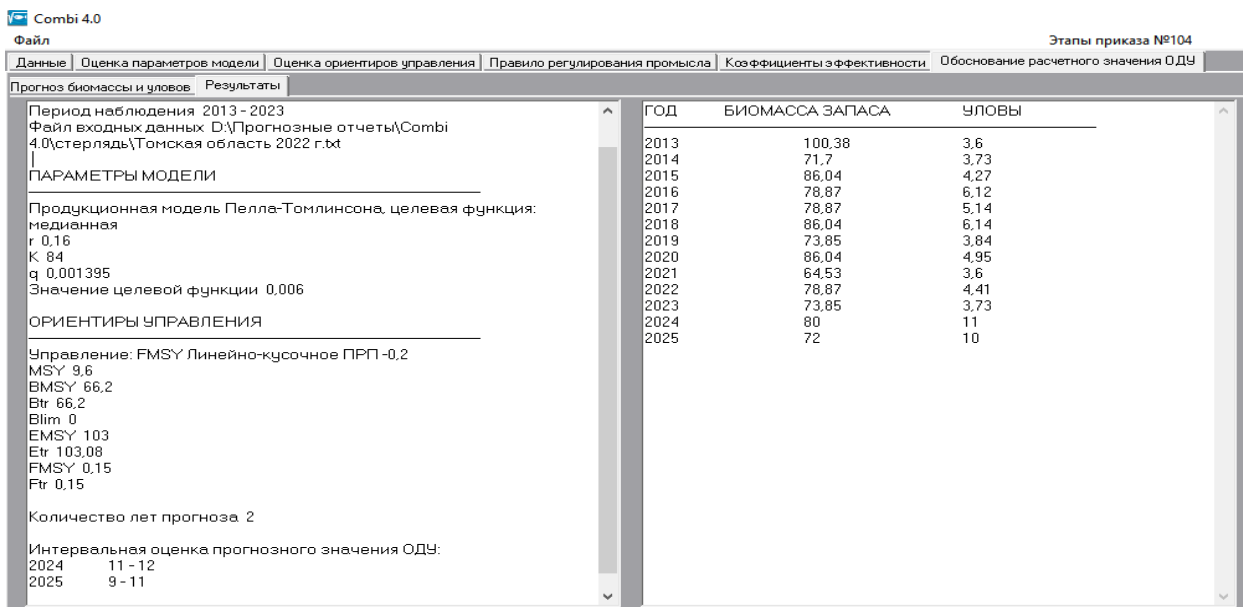 Combi 4.0
Файл
Этапы приказа №104
Данные Оценка параметров модели Оценка ориентиров управления Правило регулирования промысла Коэффициенты эффективности Обоснование расчетного значения ОДУ
Прогноз биомассы и уловов Результаты
Период наблюдения 2013 - 2023
Файл входных данных D:\Прогнозные отчеты\Combi
4.0\стерлядь\Томская область 2022 г.txt
ПАРАМЕТРЫ МОДЕЛИ
Продукционная модель Пелла-Томлинсона, целевая функция:
медианная
r 0,16
K 84
q 0,001395
Значение целевой функции 0,006
ОРИЕНТИРЫ УПРАВЛЕНИЯ
Управление: FMSY Линейно-кусочное ПРП -0,2
MSY 9,6
BMSY 66,2
Btr 66,2
Blim 0
EMSY 103
Etr 103,08
FMSY 0,15
Ftr 0,15
Количество лет прогноза 2
Интервальная оценка прогнозного значения ОДУ:
2024 11 - 12
2025 9 - 11
ГОД БИОМАССА ЗАПАСА УЛОВЫ
2013 100,38 3,6
2014 71,7 3,73
2015 86,04 4,27
2016 78,87 6,12
2017 78,87 5,14
2018 86,04 6,14
2019 73,85 3,84
2020 86,04 4,95
2021 64,53 3,6
2022 78,87 4,41
2023 73,85 3,73
2024 80 11
2025 72 10